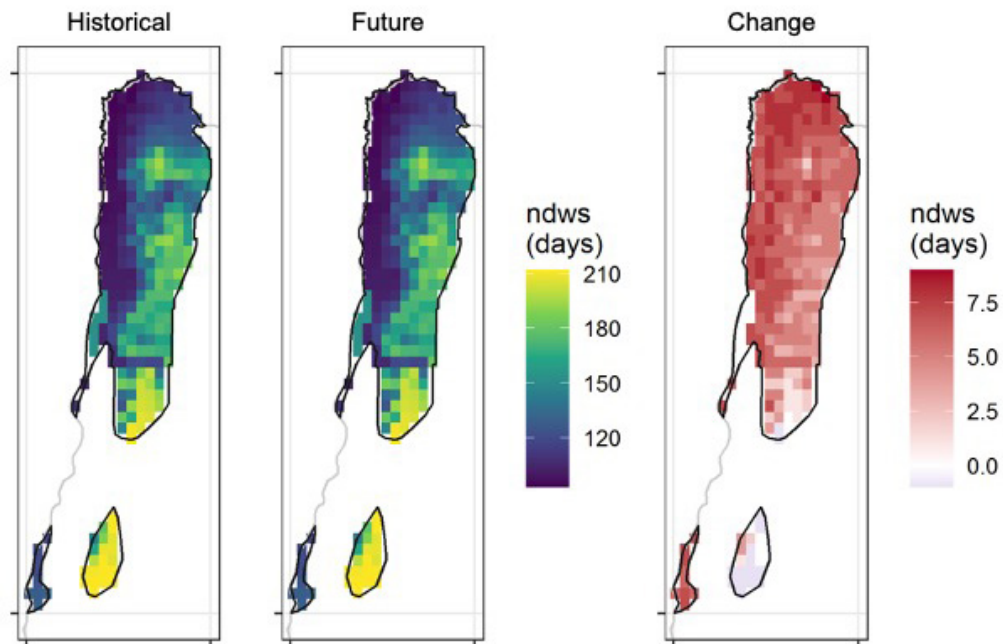 Historical
Future
Change
ndws
(days)
210
180
150
120
ndws
(days)
7.5
5.0
2.5
0.0